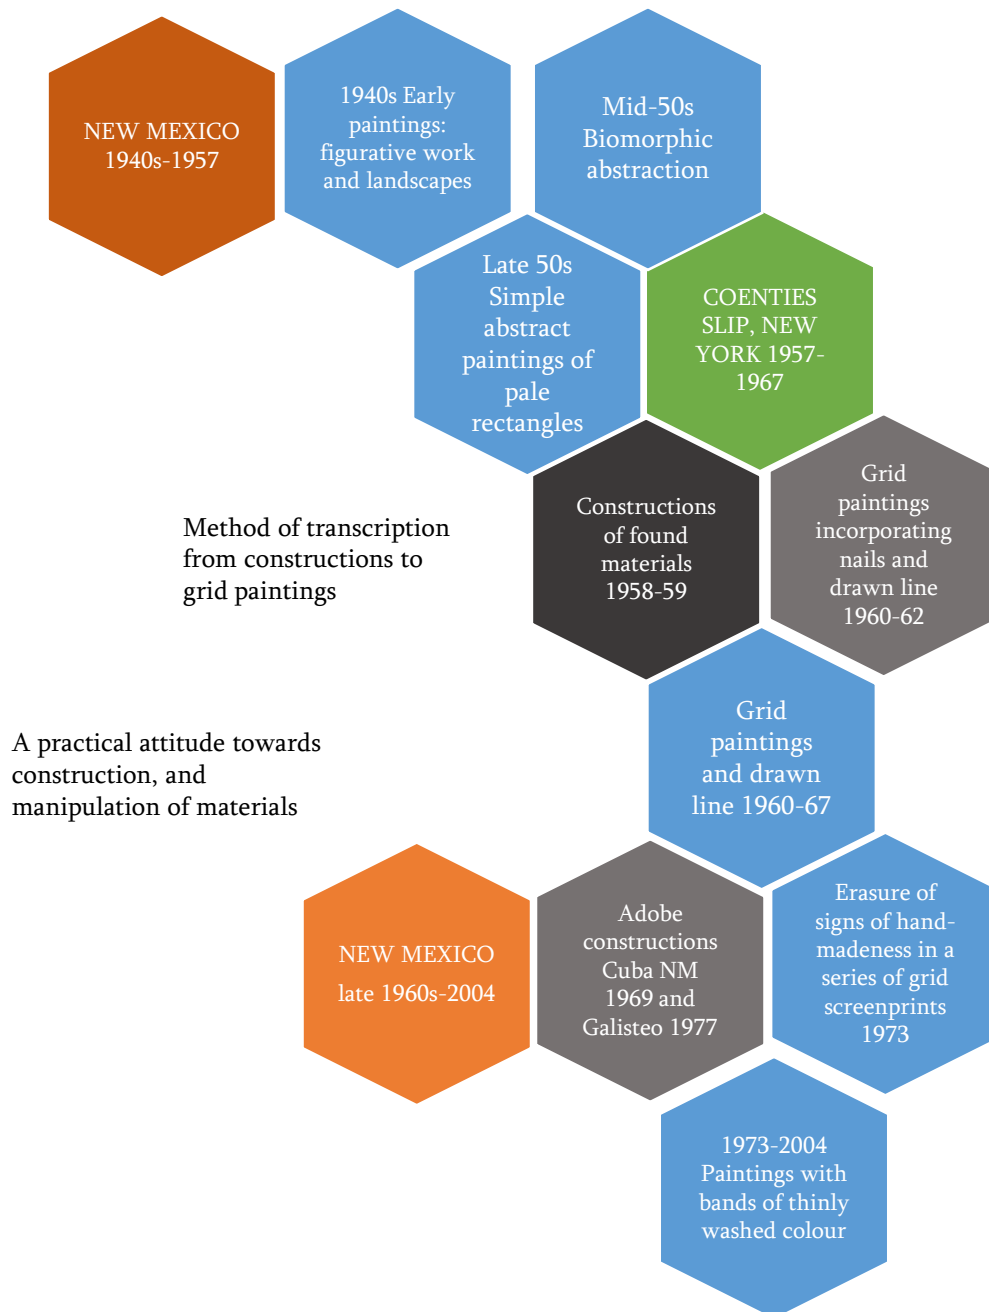 NEW MEXICO
1940s-1957
1940s Early
paintings:
figurative work
and landscapes
Mid-50s
Biomorphic
abstraction
Late 50s
Simple
abstract
paintings of
pale
rectangles
COENTIES
SLIP, NEW
YORK 1957-
1967
Method of transcription
from constructions to
grid paintings
Constructions
of found
materials
1958-59
Grid
paintings
incorporating
nails and
drawn line
1960-62
A practical attitude towards
construction, and
manipulation of materials
Grid
paintings
and drawn
line 1960-67
NEW MEXICO
late 1960s-2004
Adobe
constructions
Cuba NM
1969 and
Galisteo 1977
Erasure of
signs of hand-
madeness in a
series of grid
screenprints
1973
1973-2004
Paintings with
bands of thinly
washed colour